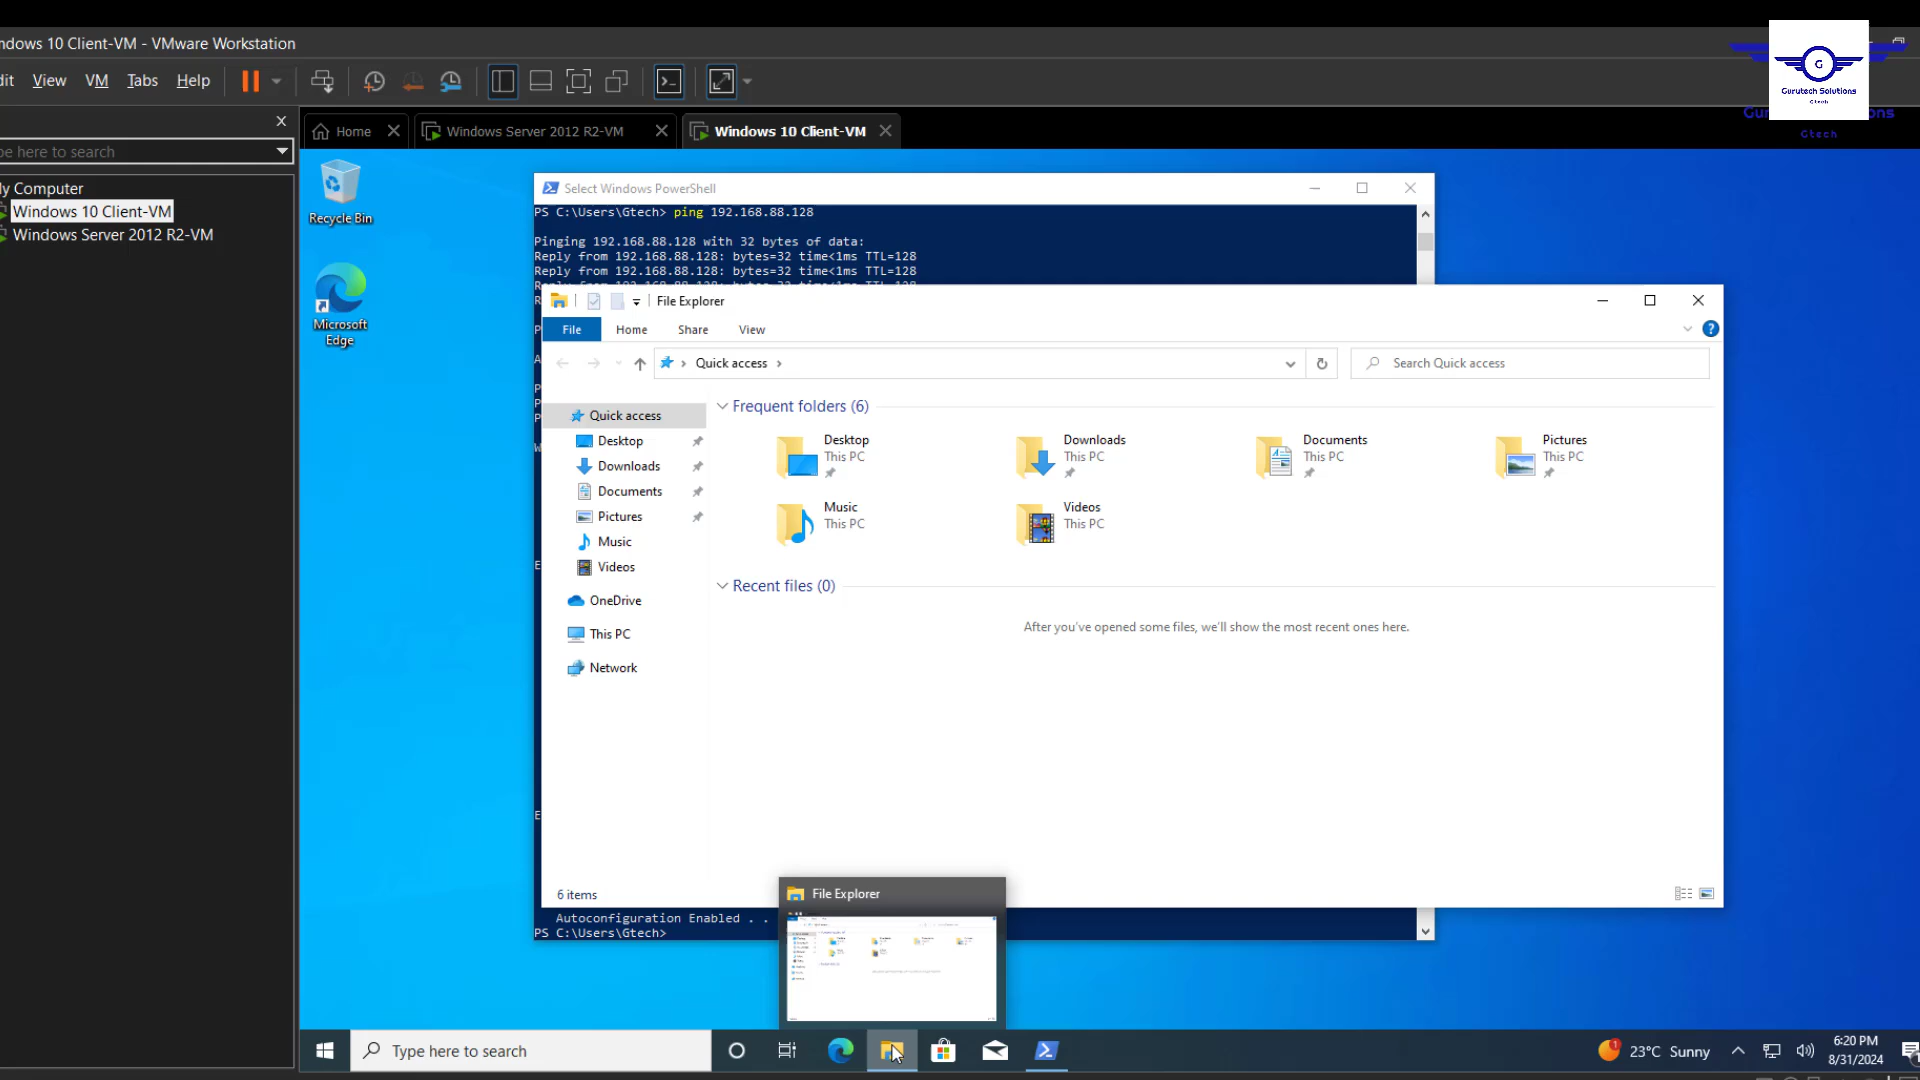 ndows 10 Client-VM - VMware Workstation
dit View VM Tabs Help
Gurutech Solutions
Gtech
Gtech
pe here to search
Home
Windows Server 2012 R2-VM
Windows 10 Client-VM
ly Computer
Windows 10 Client-VM
Windows Server 2012 R2-VM
Recycle Bin
Microsoft
Edge
Select Windows PowerShell
PS C:\Users\Gtech> ping 192.168.88.128
Pinging 192.168.88.128 with 32 bytes of data:
Reply from 192.168.88.128: bytes=32 time<1ms TTL=128
Reply from 192.168.88.128: bytes=32 time<1ms TTL=128
File Explorer
File Home Share View
Quick access
Search Quick access
Quick access
Desktop
Downloads
Documents
Pictures
Music
Videos
OneDrive
This PC
Network
Frequent folders (6)
Desktop
This PC
Downloads
This PC
Documents
This PC
Pictures
This PC
Music
This PC
Videos
This PC
Recent files (0)
After you've opened some files, we'll show the most recent ones here.
6 items
File Explorer
Autoconfiguration Enabled . .
PS C:\Users\Gtech>
Type here to search
23°C Sunny
6:20 PM
8/31/2024